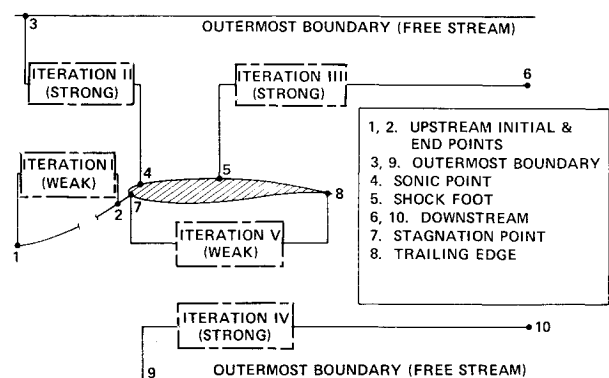 3
OUTERMOST BOUNDARY (FREE STREAM)
ITERATION II
(STRONG)
ITERATION III
(STRONG)
6
ITERATION I
(WEAK)
4
5
2
7
8
1
ITERATION V
(WEAK)
1, 2. UPSTREAM INITIAL &
END POINTS
3, 9. OUTERMOST BOUNDARY
4. SONIC POINT
5. SHOCK FOOT
6, 10. DOWNSTREAM
7. STAGNATION POINT
8. TRAILING EDGE
ITERATION IV
(STRONG)
10
9
OUTERMOST BOUNDARY (FREE STREAM)